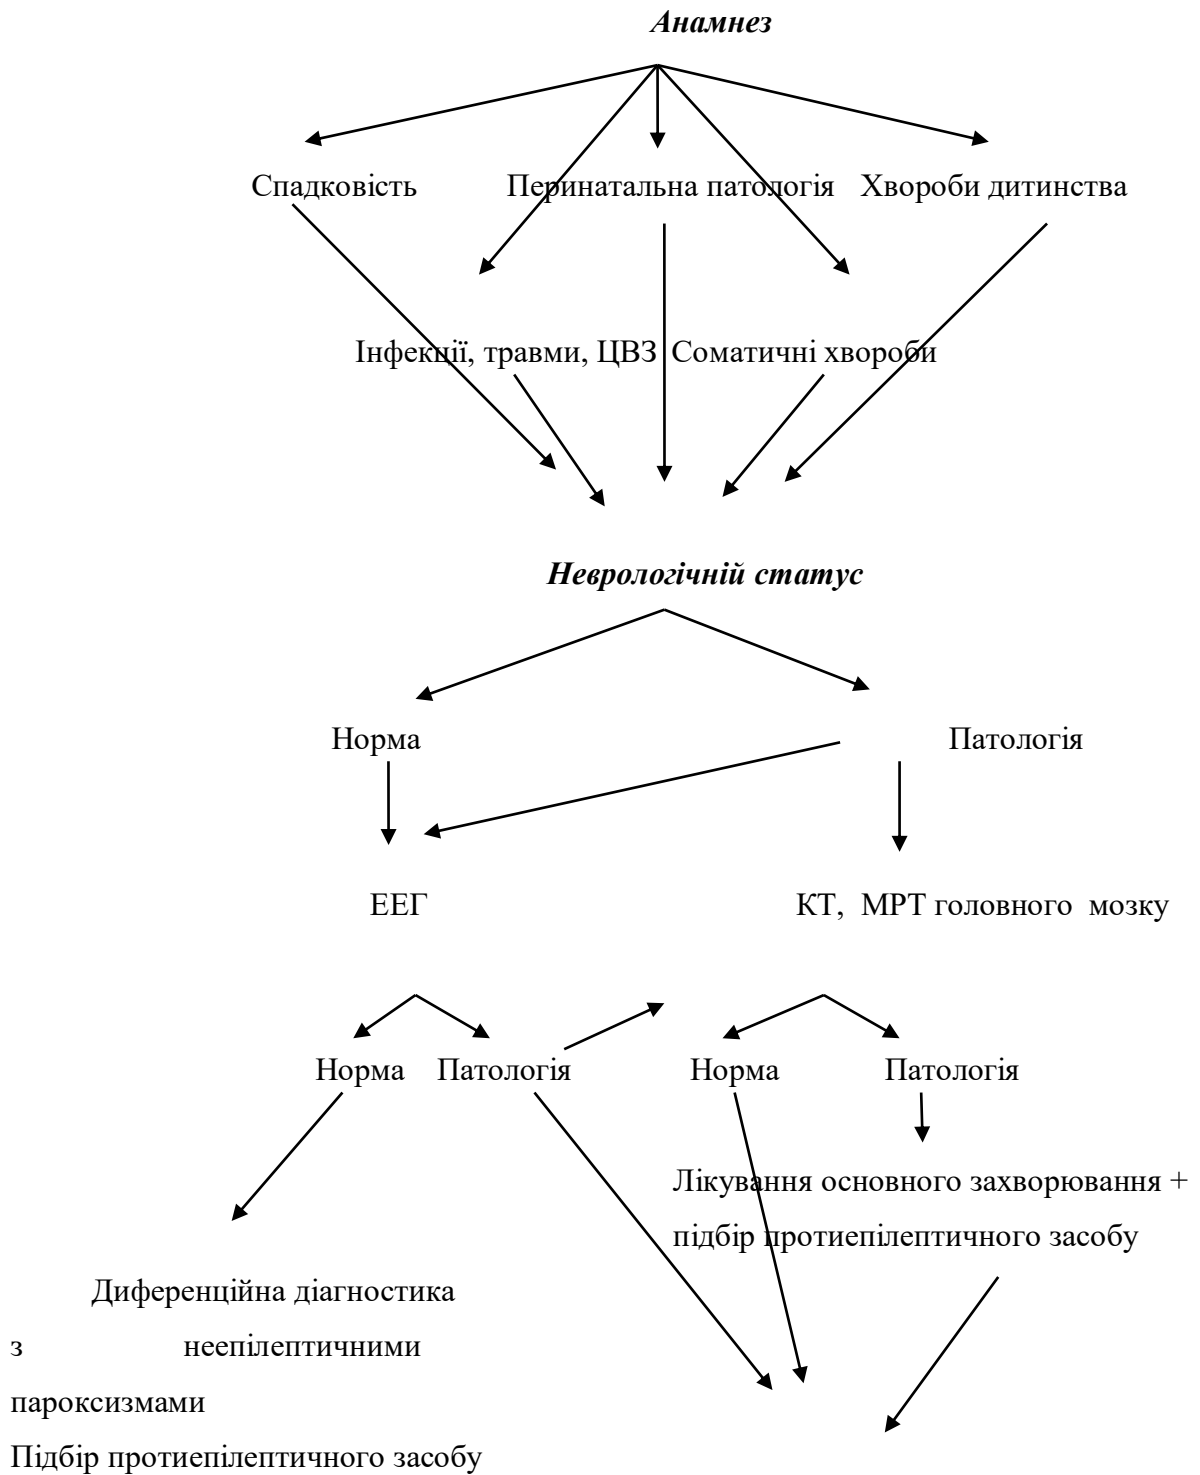 Анамнез
Спадковість Перинатальна патологія Хвороби дитинства
Інфекції, травми, ЦВЗ Соматичні хвороби
Неврологічній статус
Норма Патологія
ЕЕГ КТ, МРТ головного мозку
Норма Патологія Норма Патологія
Лікування основного захворювання +
підбір протиепілептичного засобу
Диференційна діагностика
з неепілептичними
пароксизмами
Підбір протиепілептичного засобу